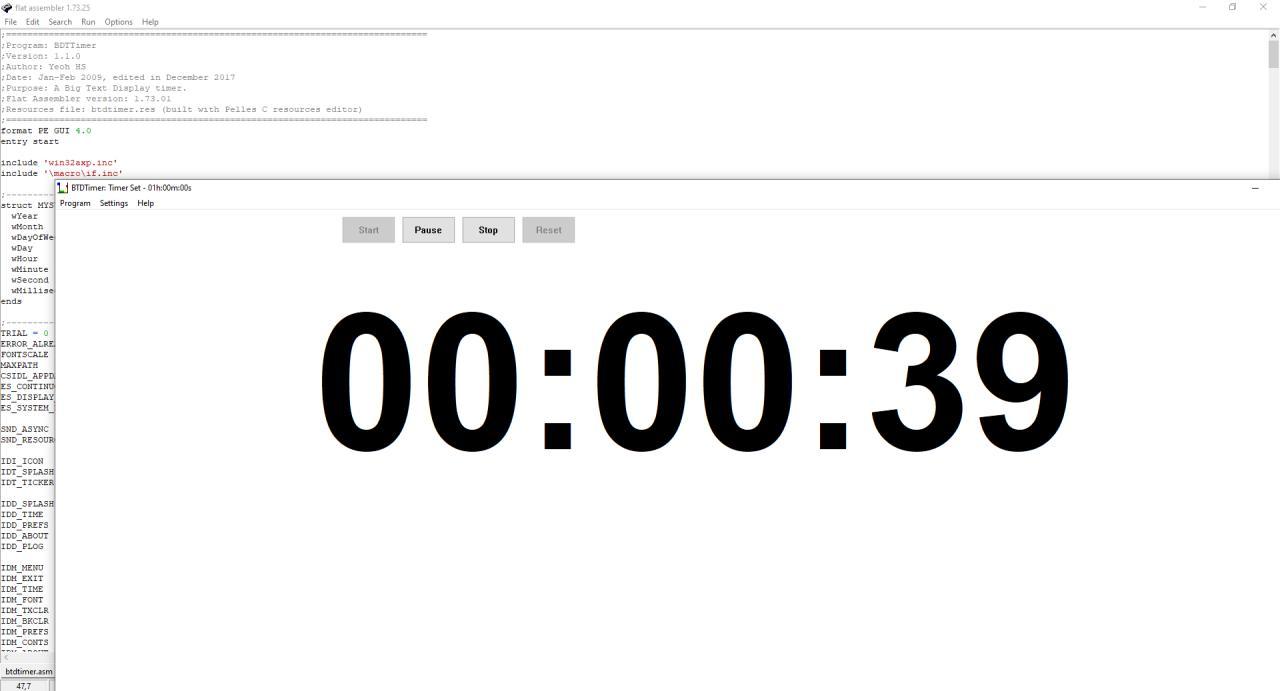 flat assembler 1.73.25
File Edit Search Run Options Help
;==============================================================================
;Program: BDTTimer
;Version: 1.1.0
;Author: Yeoh HS
;Date: Jan-Feb 2009, edited in December 2017
;Purpose: A Big Text Display timer.
;Flat Assembler version: 1.73.01
;Resources file: btdtimer.res (built with Pelles C resources editor)
;==============================================================================
format PE GUI 4.0
entry start
include 'win32axp.inc'
include '\macro\if.inc'
BTDTimer: Timer Set - 01h:00m:00s
Program Settings Help
Start Pause Stop Reset
00:00:39
;---------
struct MYS
wYear
wMonth
wDayOfWe
wDay
wHour
wMinute
wSecond
wMillise
ends
;---------
TRIAL = 0
ERROR_ALRE
FONTSCALE
MAXPATH
CSIDL_APPD
ES_CONTINU
ES_DISPLAY
ES_SYSTEM_
SND_ASYNC
SND_RESOUR
IDI_ICON
IDT_SPLASH
IDT_TICKER
IDD_SPLASH
IDD_TIME
IDD_PREFS
IDD_ABOUT
IDD_PLOG
IDM_MENU
IDM_EXIT
IDM_TIME
IDM_FONT
IDM_TXCLR
IDM_BKCLR
IDM_PREFS
IDM_CONTS
btdtimer.asm
47,7